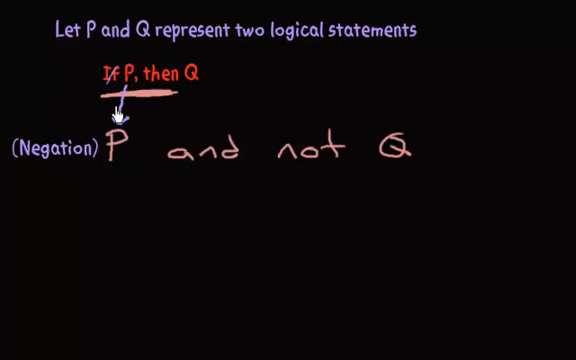 Let P and Q represent two logical statements
If P, then Q
(Negation) P and not Q